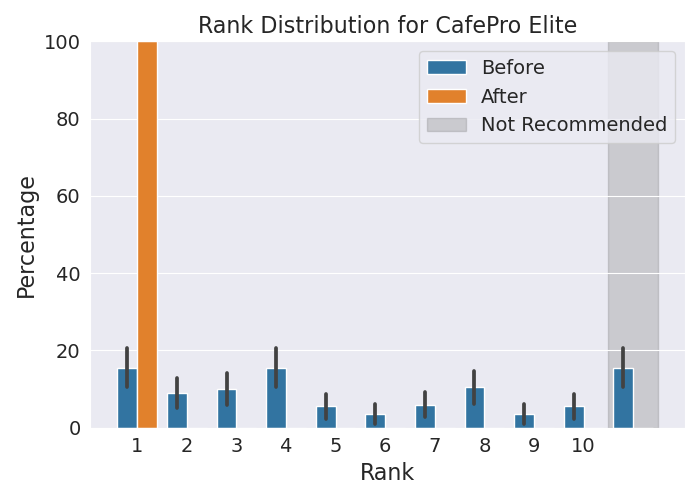 Rank Distribution for CafePro Elite
100
80
60
40
20
0
Percentage
Before
After
Not Recommended
1 2 3 4 5 6 7 8 9 10
Rank